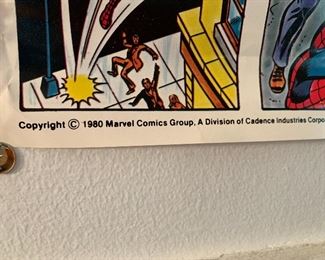 Copyright © 1980 Marvel Comics Group. A Division of Cadence Industries Corpo